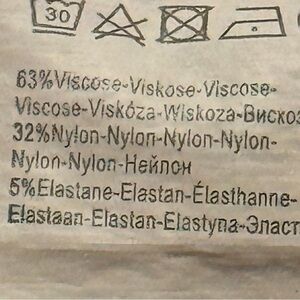 30
63%Viscose-Viskose-Viscose-
Viscose-Viskóza-Wiskoza-Вискоз
32%Nylon-Nylon-Nylon-Nylon-
Nylon-Nylon-Нейлон
5%Elastane-Elastan-Élasthanne-
Elastaan-Elastan-Elastyna-Эласт